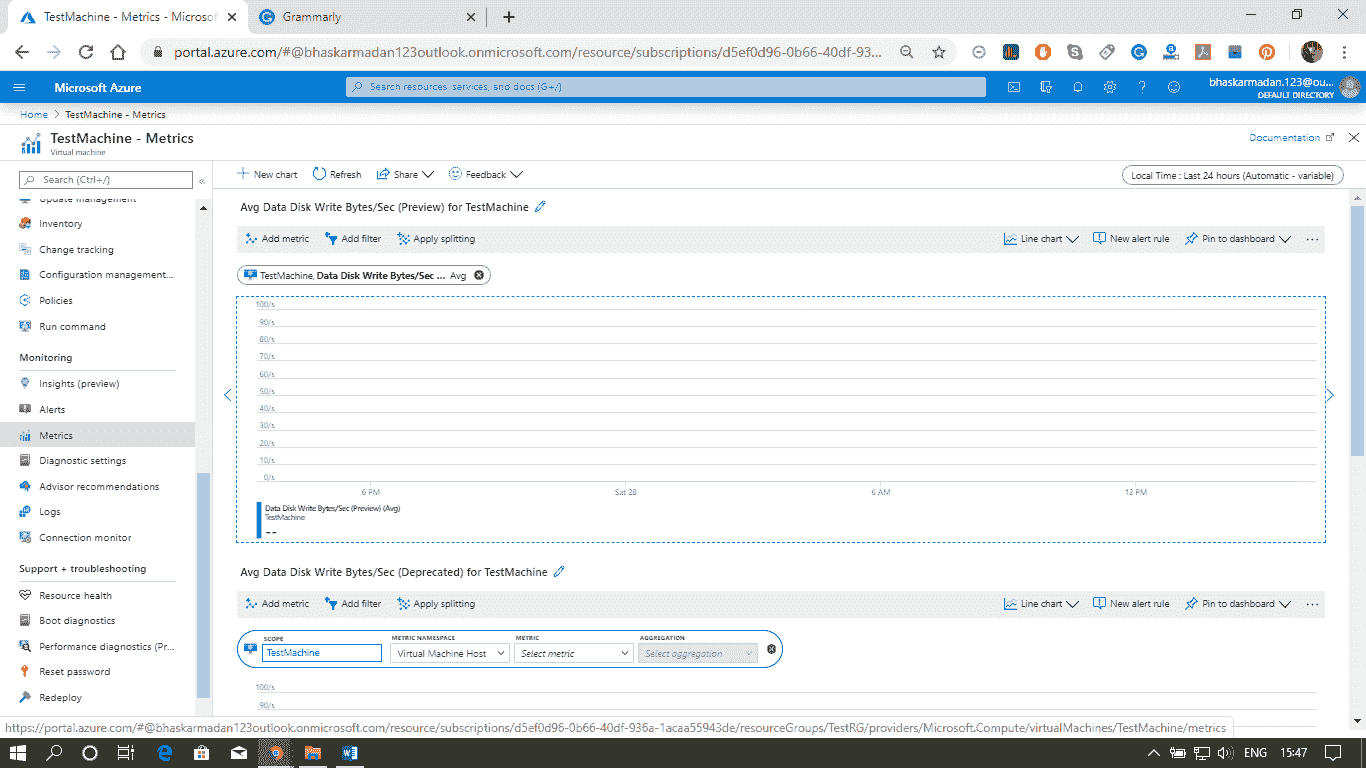 TestMachine - Metrics - Microsof
Grammarly
portal.azure.com/#@bhaskarmadan123outlook.onmicrosoft.com/resource/subscriptions/d5ef0d96-0b66-40df-93...
Microsoft Azure
Search resources, services, and docs (G+/)
bhaskarmadan.123@ou...
DEFAULT DIRECTORY
Home > TestMachine - Metrics
TestMachine - Metrics
Virtual machine
Documentation
Search (Ctrl+/)
«
Update management
Inventory
Change tracking
Configuration management...
Policies
Run command
Monitoring
Insights (preview)
Alerts
Metrics
Diagnostic settings
Advisor recommendations
Logs
Connection monitor
Support + troubleshooting
Resource health
Boot diagnostics
Performance diagnostics (Pr...
Reset password
Redeploy
New chart Refresh Share Feedback
Local Time : Last 24 hours (Automatic - variable)
Avg Data Disk Write Bytes/Sec (Preview) for TestMachine
Add metric Add filter Apply splitting Line chart New alert rule Pin to dashboard ...
TestMachine, Data Disk Write Bytes/Sec ... Avg
100/s
90/s
80/s
70/s
60/s
50/s
40/s
30/s
20/s
10/s
0/s
6 PM Sat 28 6 AM 12 PM
Data Disk Write Bytes/Sec (Preview) (Avg)
TestMachine
--
Avg Data Disk Write Bytes/Sec (Deprecated) for TestMachine
Add metric Add filter Apply splitting Line chart New alert rule Pin to dashboard ...
SCOPE METRIC NAMESPACE METRIC AGGREGATION
TestMachine Virtual Machine Host Select metric Select aggregation
100/s
90/s
https://portal.azure.com/#@bhaskarmadan123outlook.onmicrosoft.com/resource/subscriptions/d5ef0d96-0b66-40df-936a-1acaa55943de/resourceGroups/TestRG/providers/Microsoft.Compute/virtualMachines/TestMachine/metrics
ENG 15:47